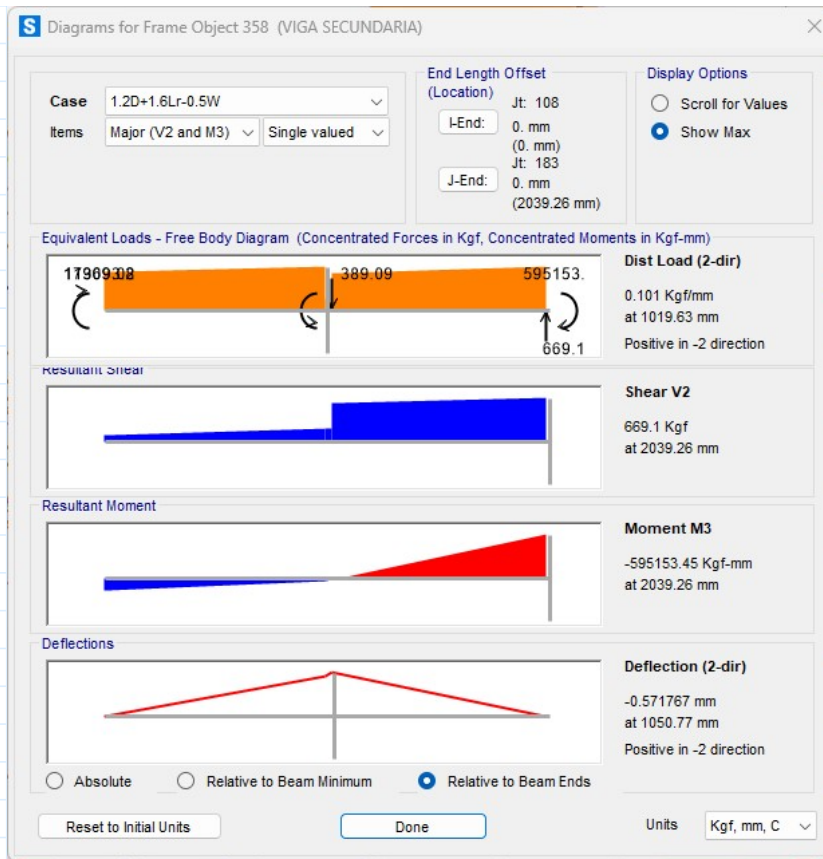 S Diagrams for Frame Object 358 (VIGA SECUNDARIA)
Case 1.2D+1.6Lr-0.5W
Items Major (V2 and M3) Single valued
End Length Offset
(Location)
Jt: 108
I-End: 0. mm
(0. mm)
Jt: 183
J-End: 0. mm
(2039.26 mm)
Display Options
Scroll for Values
Show Max
Equivalent Loads - Free Body Diagram (Concentrated Forces in Kgf, Concentrated Moments in Kgf-mm)
389.09 595153.
669.1
Dist Load (2-dir)
0.101 Kgf/mm
at 1019.63 mm
Positive in -2 direction
Resultant Shear
Shear V2
669.1 Kgf
at 2039.26 mm
Resultant Moment
Moment M3
-595153.45 Kgf-mm
at 2039.26 mm
Deflections
Deflection (2-dir)
-0.571767 mm
at 1050.77 mm
Positive in -2 direction
Absolute Relative to Beam Minimum Relative to Beam Ends
Reset to Initial Units Done Units Kgf, mm, C